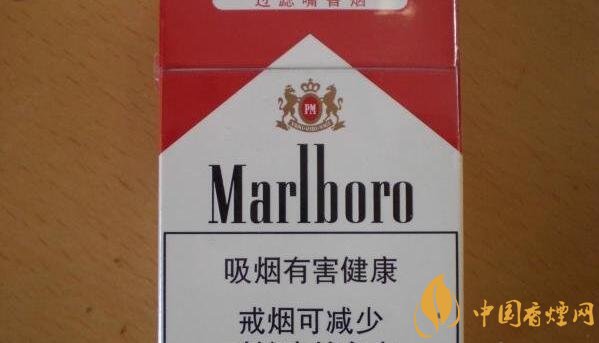 过滤嘴香烟
PM
Marlboro
吸烟有害健康
戒烟可减少
中国香烟网